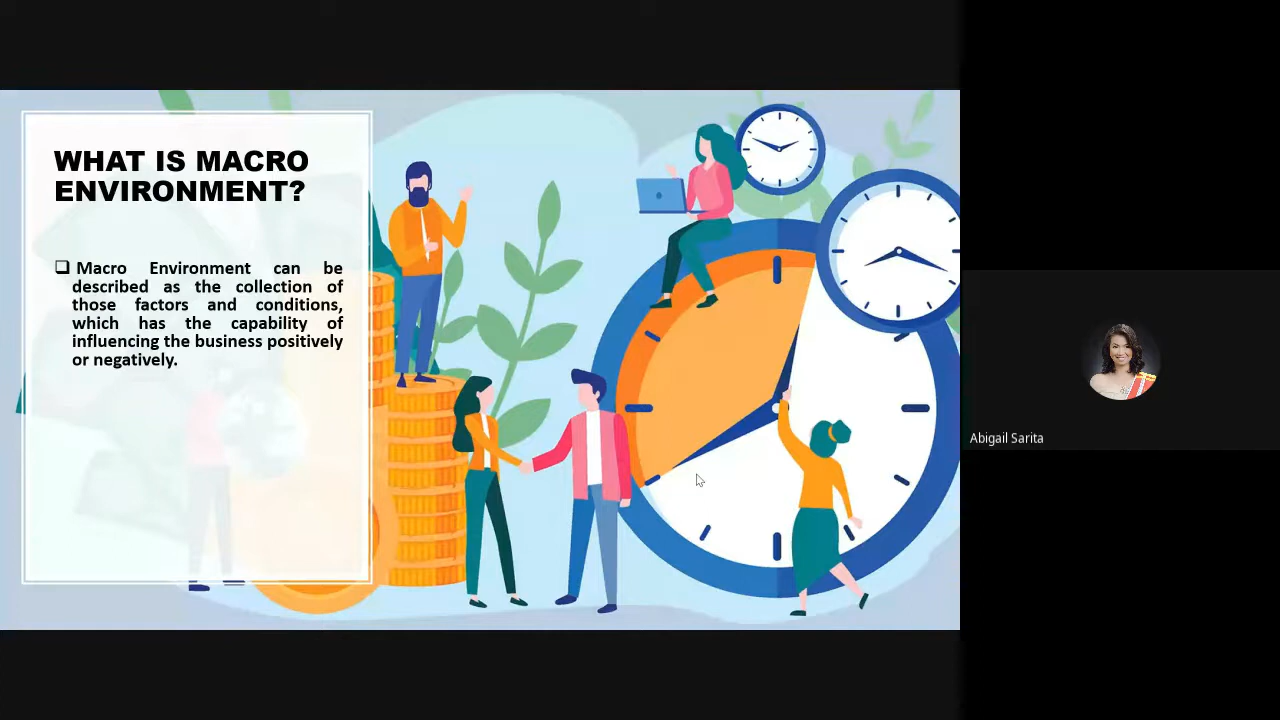 WHAT IS MACRO
ENVIRONMENT?
❑ Macro Environment can be
described as the collection of
those factors and conditions,
which has the capability of
influencing the business positively
or negatively.
Abigail Sarita